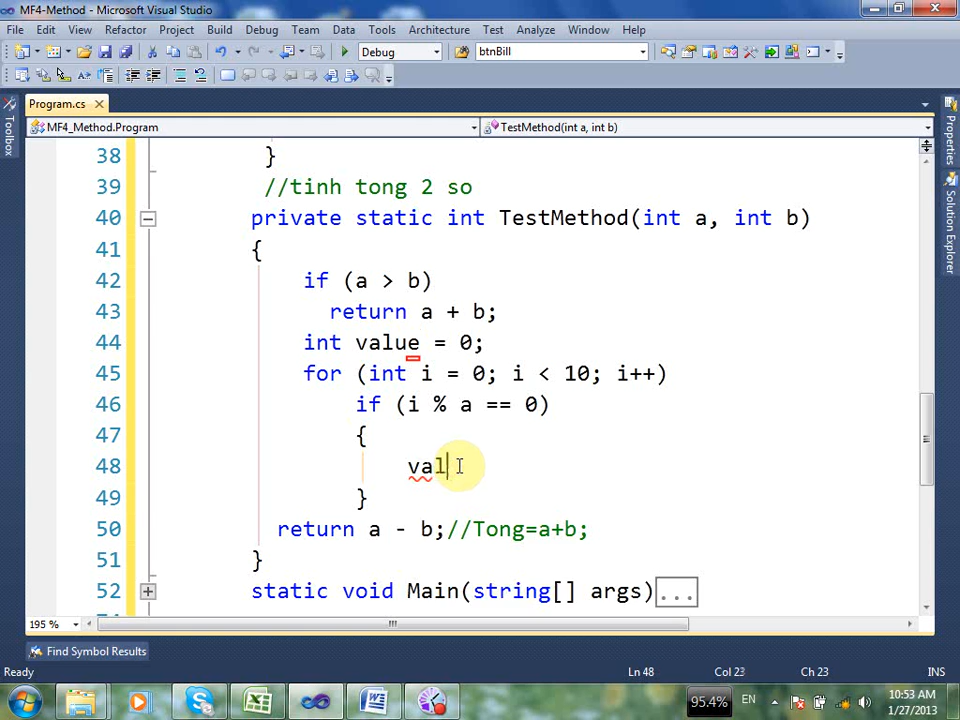 MF4-Method - Microsoft Visual Studio
File Edit View Refactor Project Build Debug Team Data Tools Architecture Test Analyze Window Help
Debug btnBill
Program.cs
MF4_Method.Program TestMethod(int a, int b)
Toolbox
Properties
Solution Explorer
38 }
39 //tinh tong 2 so
40 private static int TestMethod(int a, int b)
41 {
42 if (a > b)
43 return a + b;
44 int value = 0;
45 for (int i = 0; i < 10; i++)
46 if (i % a == 0)
47 {
48 val
49 }
50 return a - b;//Tong=a+b;
51 }
52 static void Main(string[] args)...
195 %
Find Symbol Results
Ready Ln 48 Col 23 Ch 23 INS
95.4% EN 10:53 AM
1/27/2013